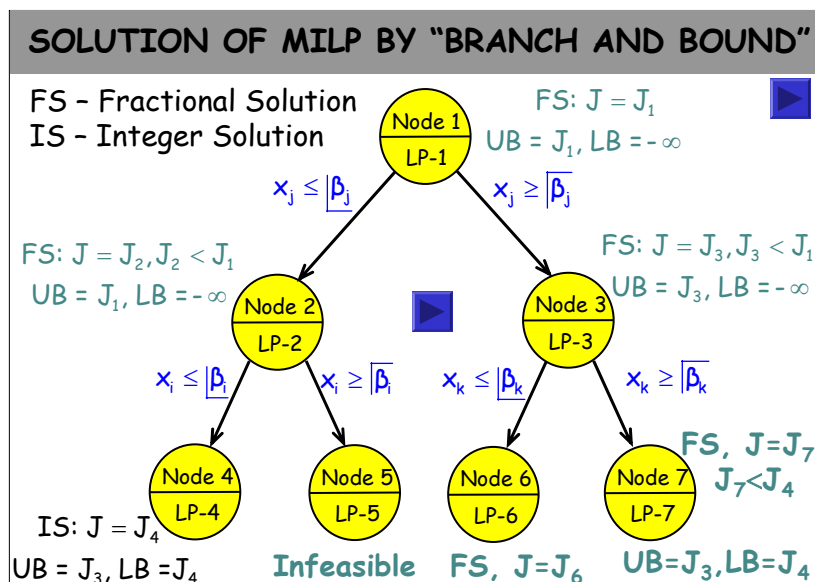 SOLUTION OF MILP BY “BRANCH AND BOUND”
FS – Fractional Solution
IS – Integer Solution
Node 1
LP-1
FS: J = J₁
UB = J₁, LB = - ∞
xⱼ ≤ ⌊βⱼ
xⱼ ≥ ⌈βⱼ
FS: J = J₂, J₂ < J₁
UB = J₁, LB = - ∞
Node 2
LP-2
Node 3
LP-3
FS: J = J₃, J₃ < J₁
UB = J₃, LB = - ∞
xᵢ ≤ ⌊βᵢ
xᵢ ≥ ⌈βᵢ
xₖ ≤ ⌊βₖ
xₖ ≥ ⌈βₖ
Node 4
LP-4
Node 5
LP-5
Node 6
LP-6
Node 7
LP-7
FS, J=J₇
J₇<J₄
IS: J = J₄
UB = J₃, LB = J₄
Infeasible
FS, J=J₆
UB=J₃, LB=J₄